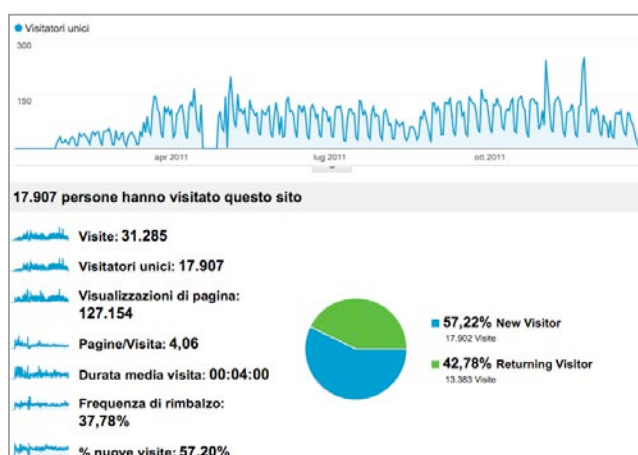 Visitatori unici
300
150
apr 2011
lug 2011
ott 2011
17.907 persone hanno visitato questo sito
Visite: 31.285
Visitatori unici: 17.907
Visualizzazioni di pagina:
127.154
Pagine/Visita: 4,06
Durata media visita: 00:04:00
Frequenza di rimbalzo:
37,78%
% nuove visite: 57,20%
57,22% New Visitor
17.902 Visite
42,78% Returning Visitor
13.383 Visite